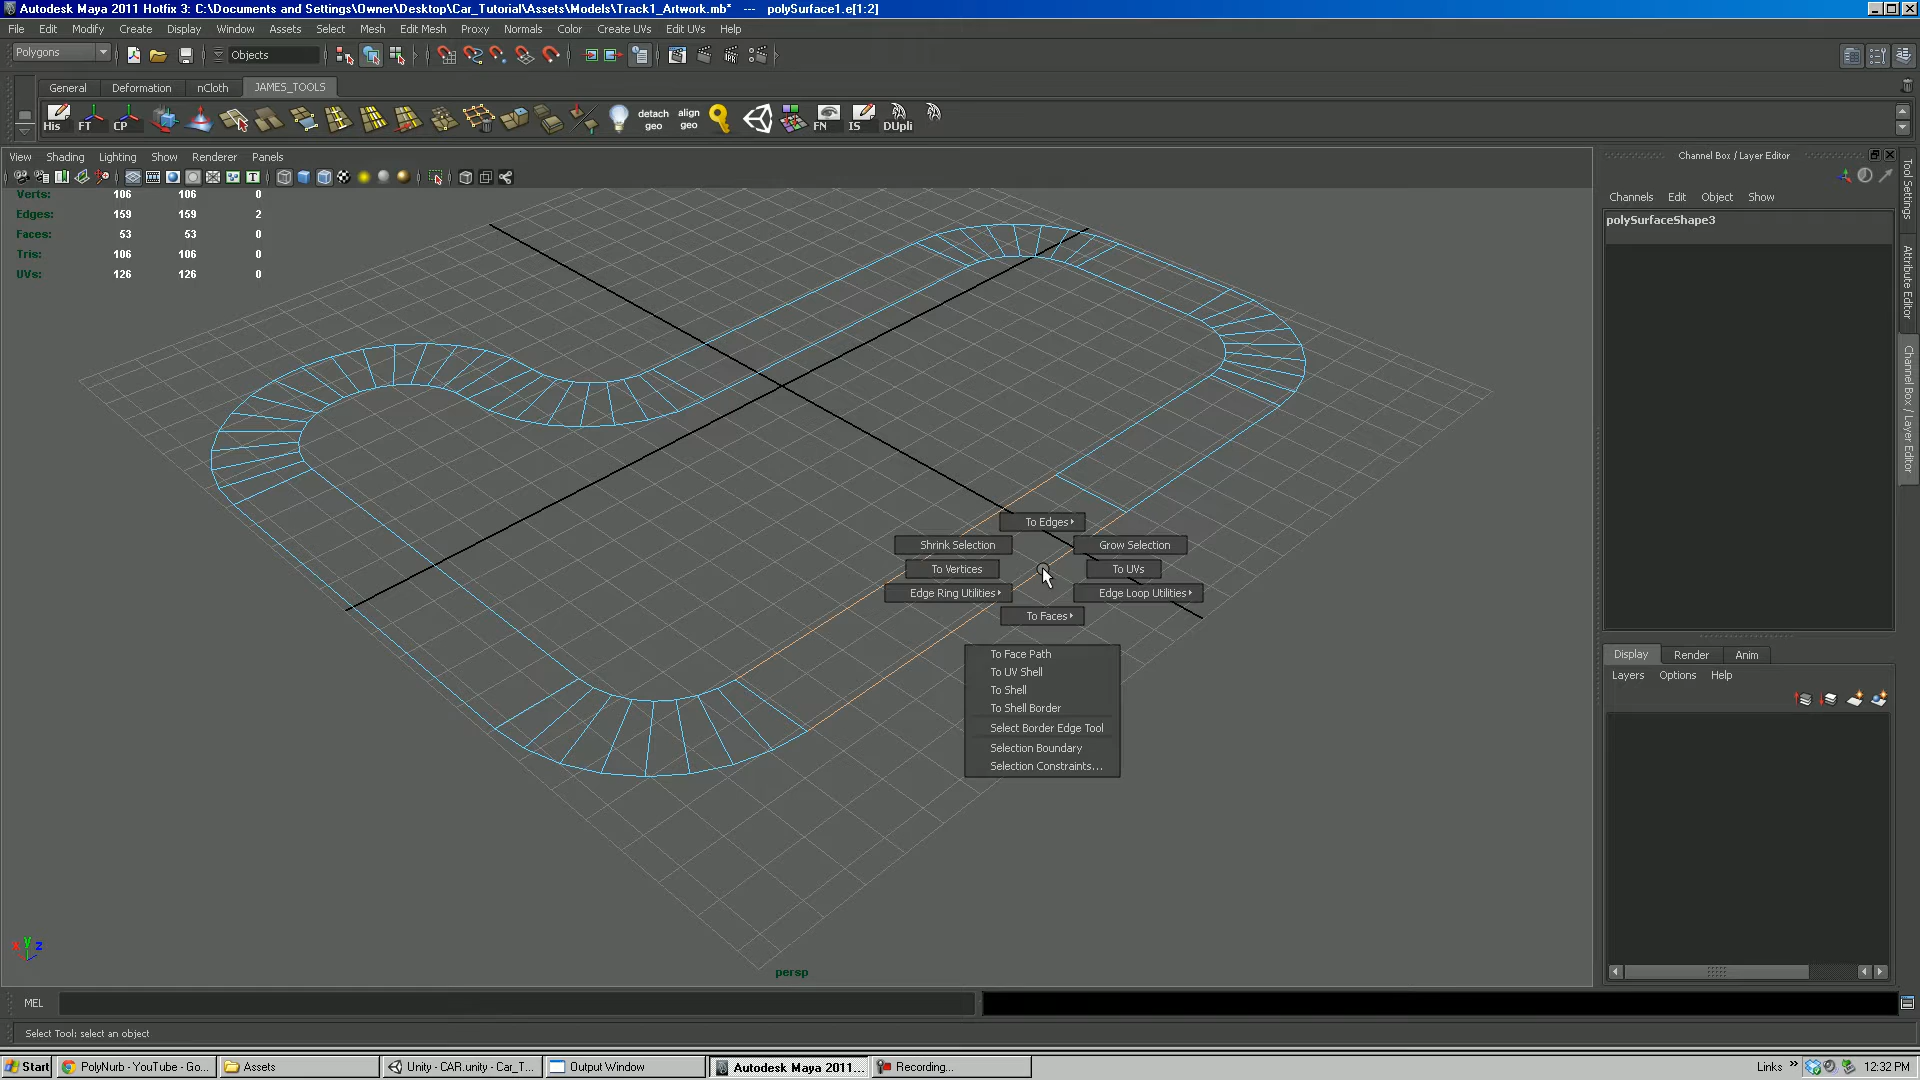 Autodesk Maya 2011 Hotfix 3: C:\Documents and Settings\Owner\Desktop\Car_Tutorial\Assets\Models\Track1_Artwork.mb*   ---   polySurface1.e[1:2]
File Edit Modify Create Display Window Assets Select Mesh Edit Mesh Proxy Normals Color Create UVs Edit UVs Help
Polygons
Objects
General Deformation nCloth JAMES_TOOLS
His FT CP detach geo align geo FN IS DUpli
View Shading Lighting Show Renderer Panels
Verts: 106 106 0
Edges: 159 159 2
Faces: 53 53 0
Tris: 106 106 0
UVs: 126 126 0
To Edges
Shrink Selection
Grow Selection
To Vertices
To UVs
Edge Ring Utilities
Edge Loop Utilities
To Faces
To Face Path
To UV Shell
To Shell
To Shell Border
Select Border Edge Tool
Selection Boundary
Selection Constraints...
y z
persp
Channel Box / Layer Editor
Channels Edit Object Show
polySurfaceShape3
Tool Settings
Attribute Editor
Channel Box / Layer Editor
Display Render Anim
Layers Options Help
MEL
Select Tool: select an object
Start
PolyNurb - YouTube - Go...
Assets
Unity - CAR.unity - Car_T...
Output Window
Autodesk Maya 2011...
Recording...
Links » 12:32 PM